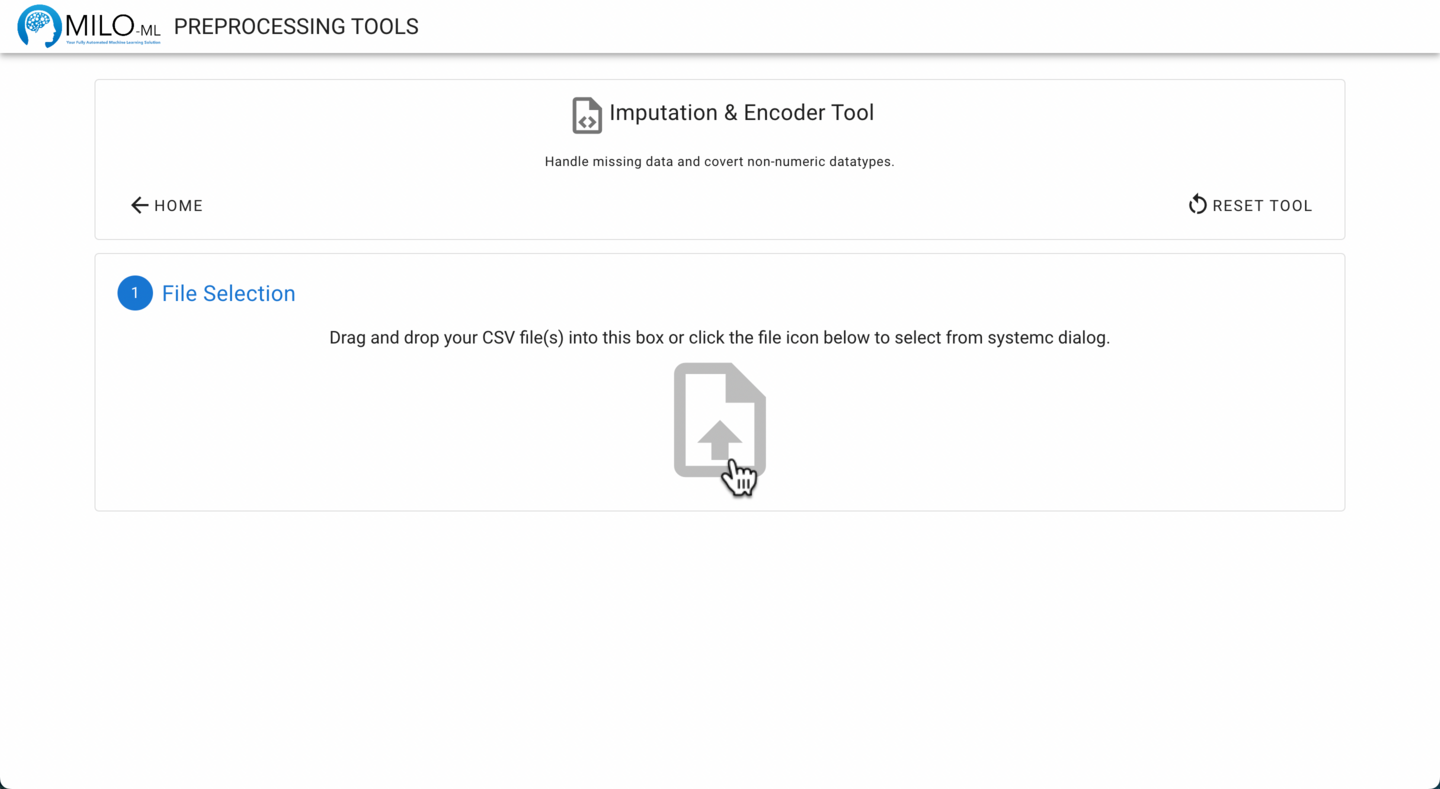 MILO-ML PREPROCESSING TOOLS
Your Fully Automated Machine Learning Solution
Imputation & Encoder Tool
Handle missing data and covert non-numeric datatypes.
HOME
RESET TOOL
1 File Selection
Drag and drop your CSV file(s) into this box or click the file icon below to select from systemc dialog.